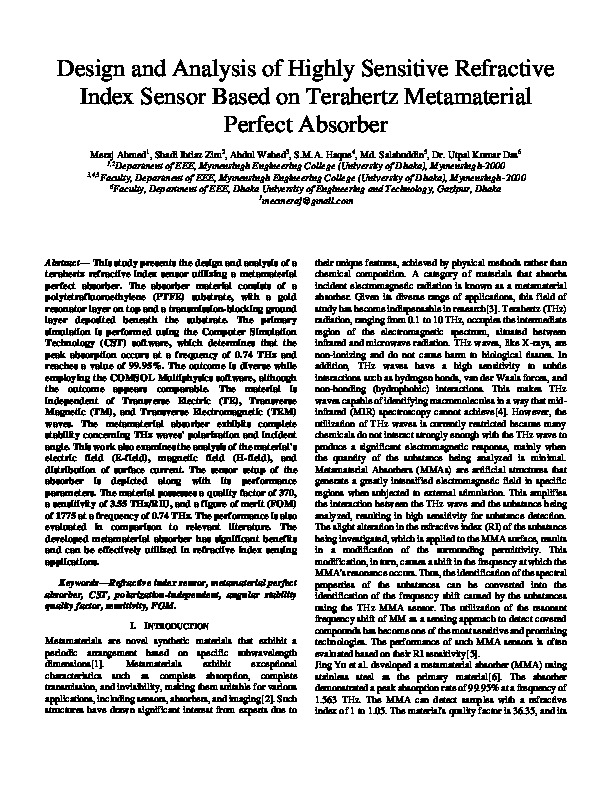 Design and Analysis of Highly Sensitive Refractive
Index Sensor Based on Terahertz Metamaterial
Perfect Absorber
Meraj Ahmed1, Shadi Ibtiaz Zim2, Abdul Wahed3, S.M.A. Haque4, Md. Salahuddin5, Dr. Utpal Kumar Das6
1,2Department of EEE, Mymensingh Engineering College (University of Dhaka), Mymensingh-2000
3,4,5Faculty, Department of EEE, Mymensingh Engineering College (University of Dhaka), Mymensingh-2000
6Faculty, Department of EEE, Dhaka University of Engineering and Technology, Gazipur, Dhaka
@gmail.com
Abstract— This study presents the design and analysis of a
terahertz refractive index sensor utilizing a metamaterial
perfect absorber. The absorber material consists of a
polytetrafluoroethylene (PTFE) substrate, with a gold
resonator layer on top and a transmission-blocking ground
layer deposited beneath the substrate. The primary
simulation is performed using the Computer Simulation
Technology (CST) software, which determines that the
peak absorption occurs at a frequency of 0.74 THz and
reaches a value of 99.95%. The outcome is diverse while
employing the COMSOL Multiphysics software, although
the outcome appears comparable. The material is
independent of Transverse Electric (TE), Transverse
Magnetic (TM), and Transverse Electromagnetic (TEM)
waves. The metamaterial absorber exhibits complete
stability concerning THz waves' polarization and incident
angle. This work also examines the analysis of the material's
electric field (E-field), magnetic field (H-field), and
distribution of surface current. The sensor setup of the
absorber is depicted along with its performance
parameters. The material possesses a quality factor of 370,
a sensitivity of 3.55 THz/RIU, and a figure of merit (FOM)
of 1775 at a frequency of 0.74 THz. The performance is also
evaluated in comparison to relevant literature. The
developed metamaterial absorber has significant benefits
and can be effectively utilized in refractive index sensing
applications.
Keywords—Refractive index sensor, metamaterial perfect
absorber, CST, polarization-independent, angular stability
quality factor, sensitivity, FOM.
I. INTRODUCTION
Metamaterials are novel synthetic materials that exhibit a
periodic arrangement based on specific subwavelength
dimensions[1]. Metamaterials exhibit exceptional
characteristics such as complete absorption, complete
transmission, and invisibility, making them suitable for various
applications, including sensors, absorbers, and imaging[2]. Such
structures have drawn significant interest from experts due to
their unique features, achieved by physical methods rather than
chemical composition. A category of materials that absorbs
incident electromagnetic radiation is known as a metamaterial
absorber. Given its diverse range of applications, this field of
study has become indispensable in research[3]. Terahertz (THz)
radiation, ranging from 0.1 to 10 THz, occupies the intermediate
region of the electromagnetic spectrum, situated between
infrared and microwave radiation. THz waves, like X-rays, are
non-ionizing and do not cause harm to biological tissues. In
addition, THz waves have a high sensitivity to subtle
interactions such as hydrogen bonds, van der Waals forces, and
non-bonding (hydrophobic) interactions. This makes THz
waves capable of identifying macromolecules in a way that mid-
infrared (MIR) spectroscopy cannot achieve[4]. However, the
utilization of THz waves is currently restricted because many
chemicals do not interact strongly enough with the THz wave to
produce a significant electromagnetic response, mainly when
the quantity of the substance being analyzed is minimal.
Metamaterial Absorbers (MMAs) are artificial structures that
generate a greatly intensified electromagnetic field in specific
regions when subjected to external stimulation. This amplifies
the interaction between the THz wave and the substance being
analyzed, resulting in high sensitivity for substance detection.
The slight alteration in the refractive index (RI) of the substance
being investigated, which is applied to the MMA surface, results
in a modification of the surrounding permittivity. This
modification, in turn, causes a shift in the frequency at which the
MMA's resonance occurs. Thus, the identification of the spectral
properties of the substances can be converted into the
identification of the frequency shift caused by the substances
using the THz MMA sensor. The utilization of the resonant
frequency shift of MM as a sensing approach to detect covered
compounds has become one of the most sensitive and promising
technologies. The performance of such MMA sensors is often
evaluated based on their RI sensitivity[5].
Jing Yu et al. developed a metamaterial absorber (MMA) using
stainless steel as the primary material[6]. The absorber
demonstrated a peak absorption rate of 99.95% at a frequency of
1.563 THz. The MMA can detect samples with a refractive
index of 1 to 1.05. The material's quality factor is 36.35, and its